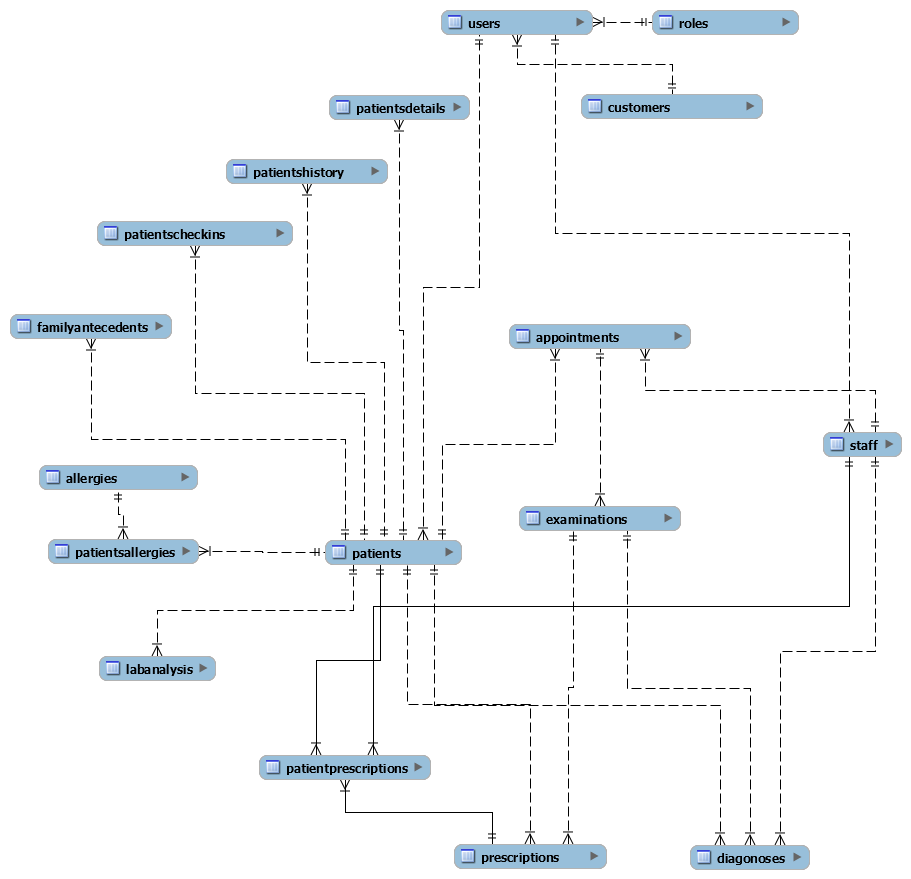 users
roles
patientsdetails
customers
patientshistory
patientscheckins
familyantecedents
appointments
staff
allergies
examinations
patientsallergies
patients
labanalysis
patientprescriptions
prescriptions
diagonoses